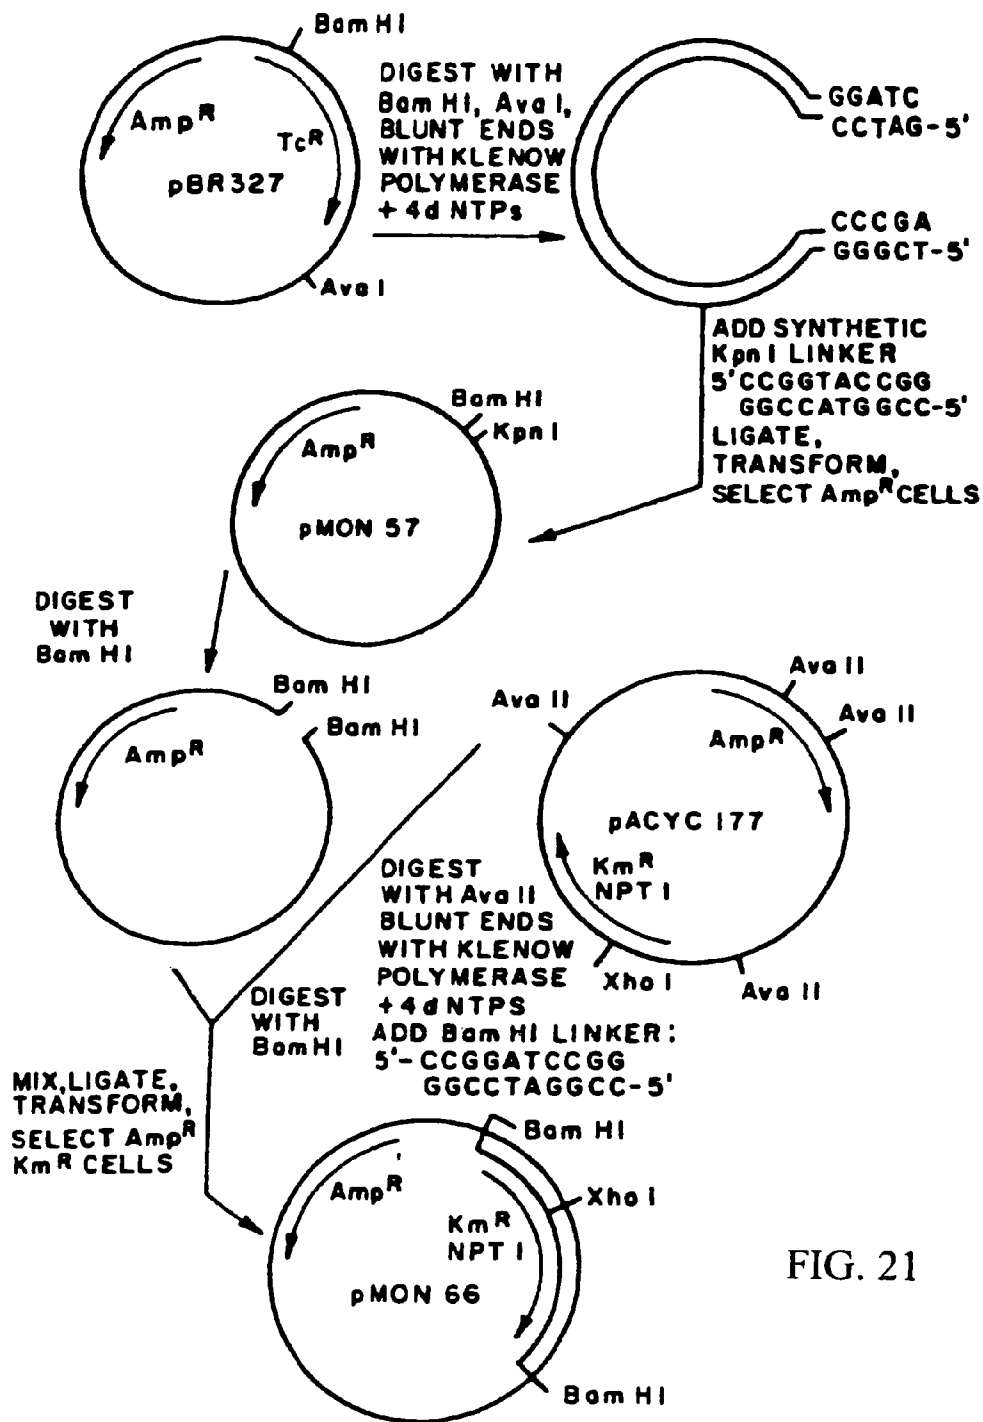 Bam HI
Amp^R
Tc^R
pBR327
Ava I
DIGEST WITH
Bam HI, Ava I,
BLUNT ENDS
WITH KLENOW
POLYMERASE
+ 4d NTPs
GGATC
CCTAG-5'
CCCGA
GGGCT-5'
ADD SYNTHETIC
Kpn I LINKER
5'CCGGTACCGG
GGCCATGGCC-5'
LIGATE,
TRANSFORM,
SELECT Amp^R CELLS
Bam HI
Kpn I
Amp^R
pMON 57
DIGEST
WITH
Bam HI
Bam HI
Bam HI
Amp^R
Ava II
Ava II
Ava II
Amp^R
pACYC 177
Km^R
NPT I
Xho I
Ava II
DIGEST
WITH Ava II
BLUNT ENDS
WITH KLENOW
POLYMERASE
+4d NTPS
ADD Bam HI LINKER:
5'-CCGGATCCGG
GGCCTAGGCC-5'
DIGEST
WITH
BamHI
MIX, LIGATE,
TRANSFORM,
SELECT Amp^R
Km^R CELLS
Bam HI
Amp^R
Xho I
Km^R
NPT I
pMON 66
Bam HI
FIG. 21